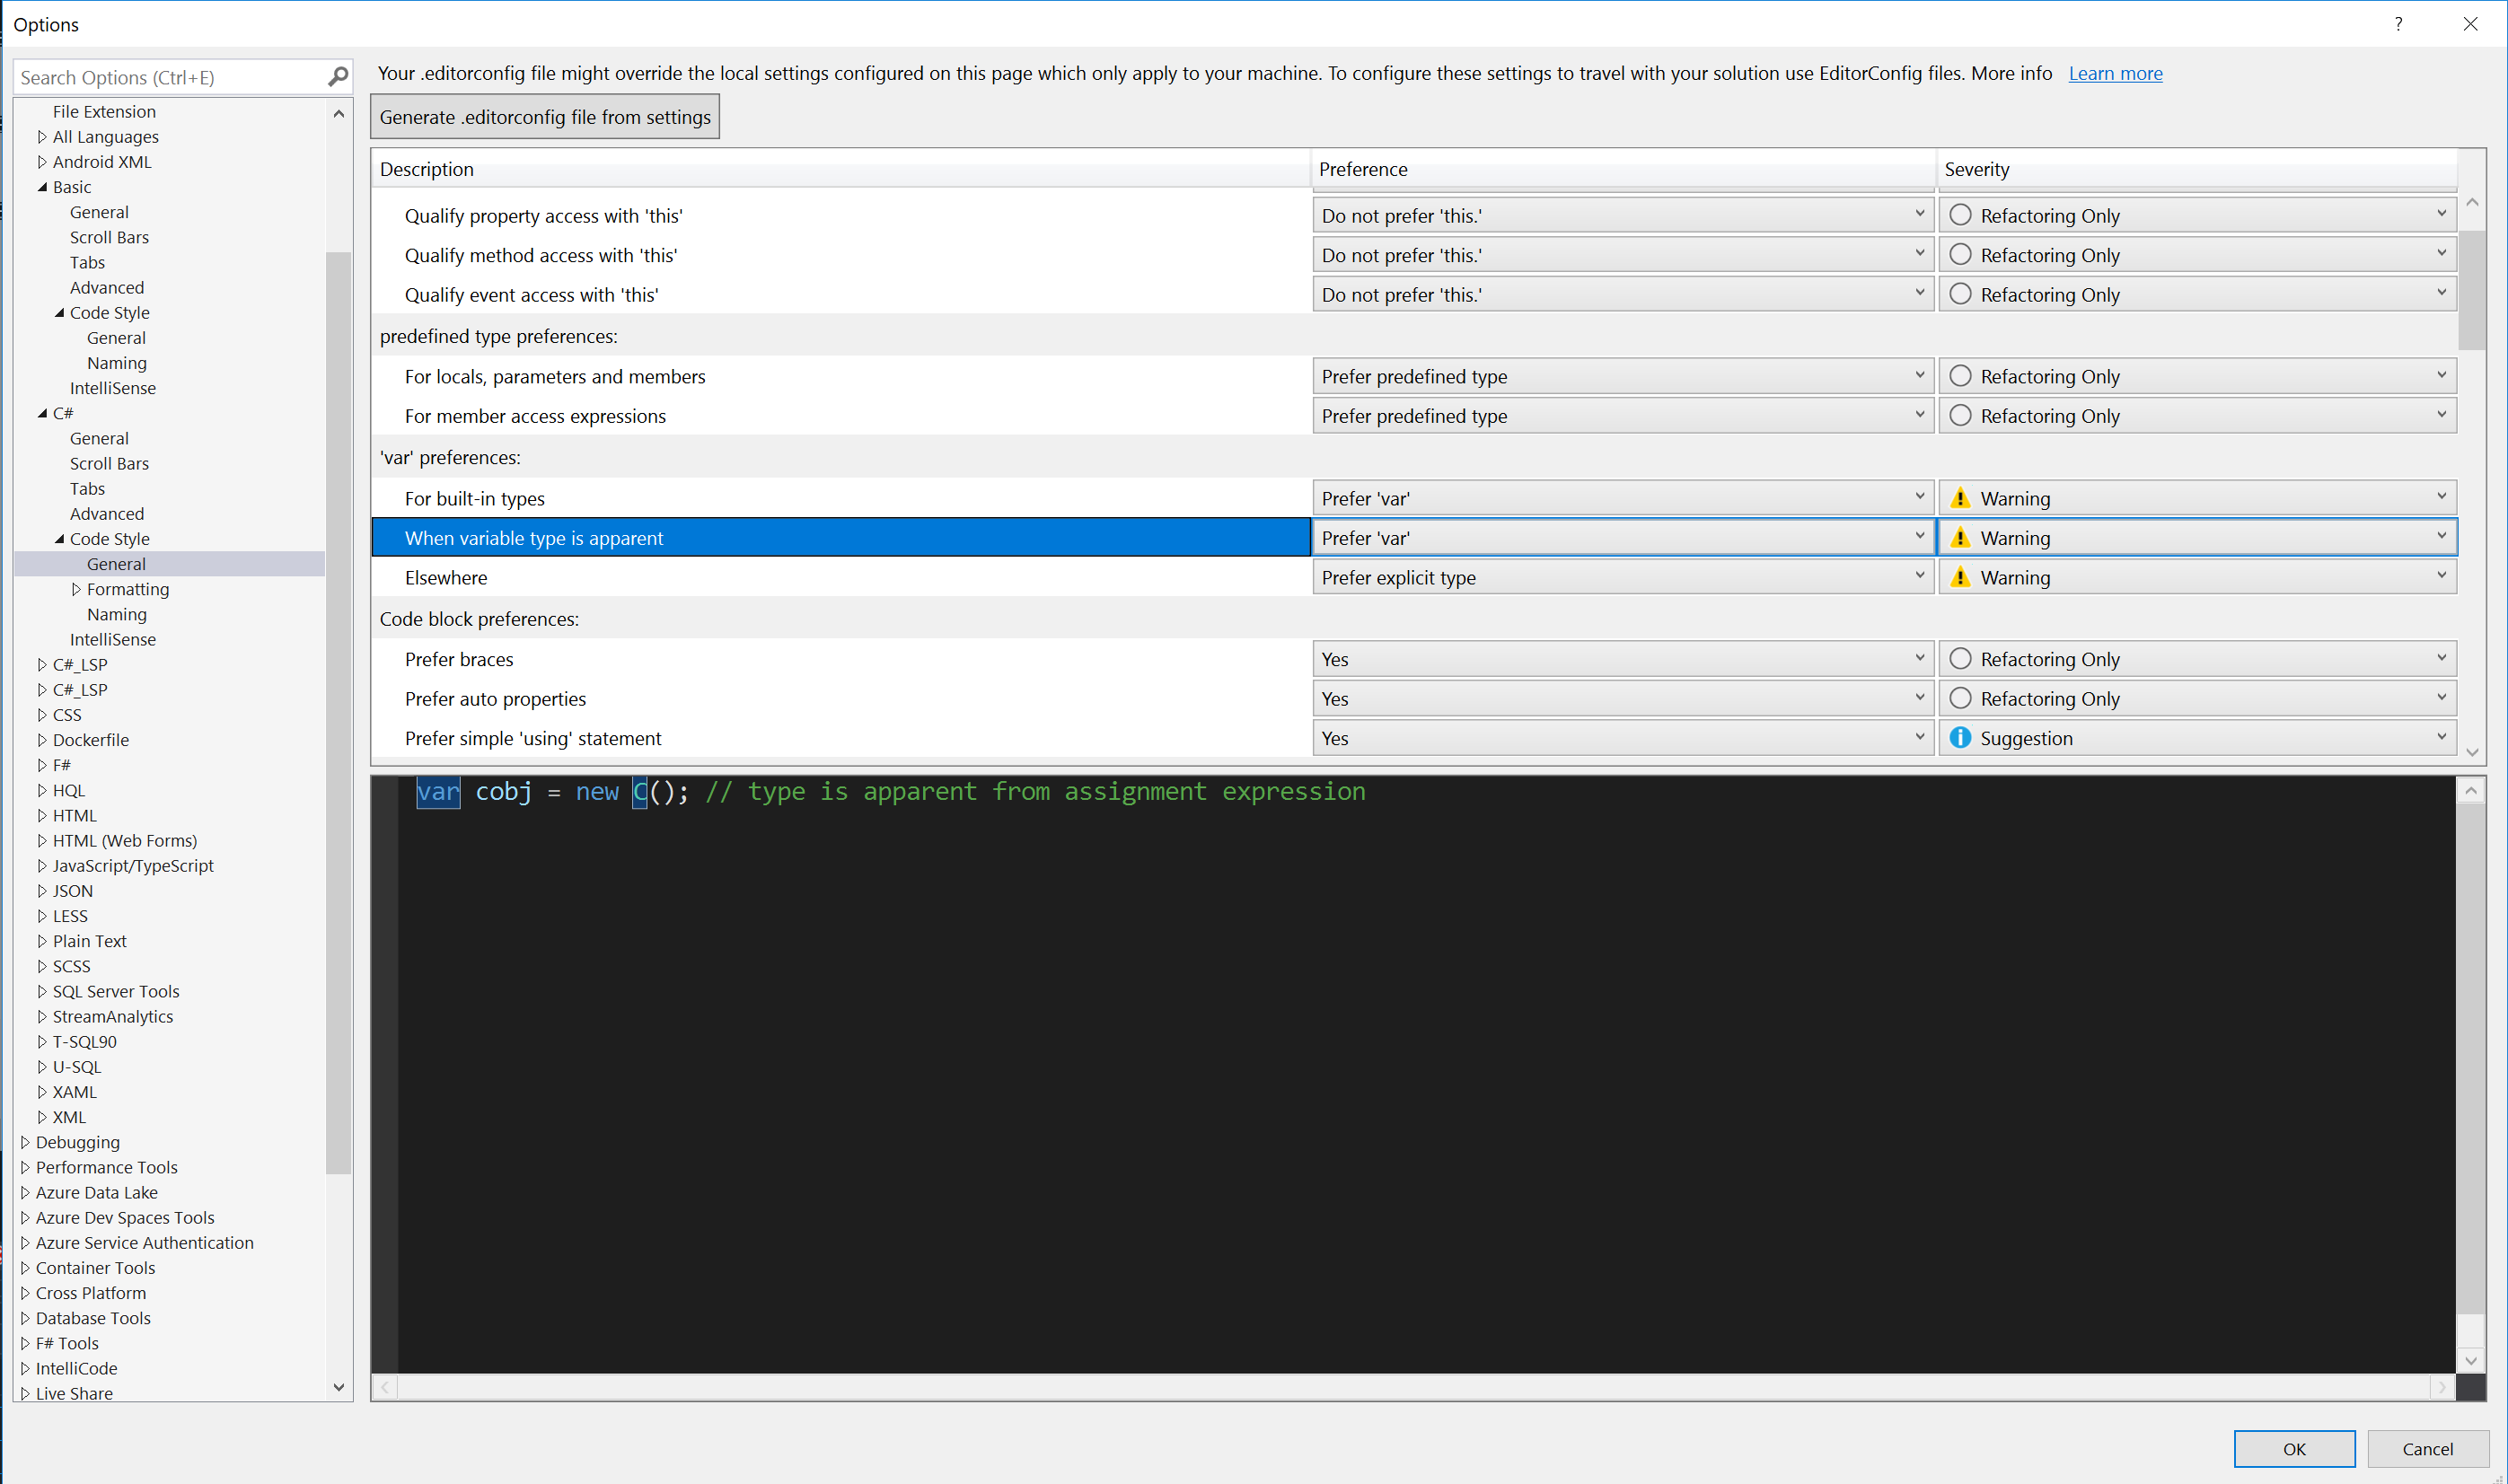 Options
?
Search Options (Ctrl+E)
File Extension
All Languages
Android XML
Basic
General
Scroll Bars
Tabs
Advanced
Code Style
General
Naming
IntelliSense
C#
General
Scroll Bars
Tabs
Advanced
Code Style
General
Formatting
Naming
IntelliSense
C#_LSP
C#_LSP
CSS
Dockerfile
F#
HQL
HTML
HTML (Web Forms)
JavaScript/TypeScript
JSON
LESS
Plain Text
SCSS
SQL Server Tools
StreamAnalytics
T-SQL90
U-SQL
XAML
XML
Debugging
Performance Tools
Azure Data Lake
Azure Dev Spaces Tools
Azure Service Authentication
Container Tools
Cross Platform
Database Tools
F# Tools
IntelliCode
Live Share
Your .editorconfig file might override the local settings configured on this page which only apply to your machine. To configure these settings to travel with your solution use EditorConfig files. More info Learn more
Generate .editorconfig file from settings
Description Preference Severity
Qualify property access with 'this' Do not prefer 'this.' Refactoring Only
Qualify method access with 'this' Do not prefer 'this.' Refactoring Only
Qualify event access with 'this' Do not prefer 'this.' Refactoring Only
predefined type preferences:
For locals, parameters and members Prefer predefined type Refactoring Only
For member access expressions Prefer predefined type Refactoring Only
'var' preferences:
For built-in types Prefer 'var' Warning
When variable type is apparent Prefer 'var' Warning
Elsewhere Prefer explicit type Warning
Code block preferences:
Prefer braces Yes Refactoring Only
Prefer auto properties Yes Refactoring Only
Prefer simple 'using' statement Yes Suggestion
var cobj = new C(); // type is apparent from assignment expression
OK Cancel